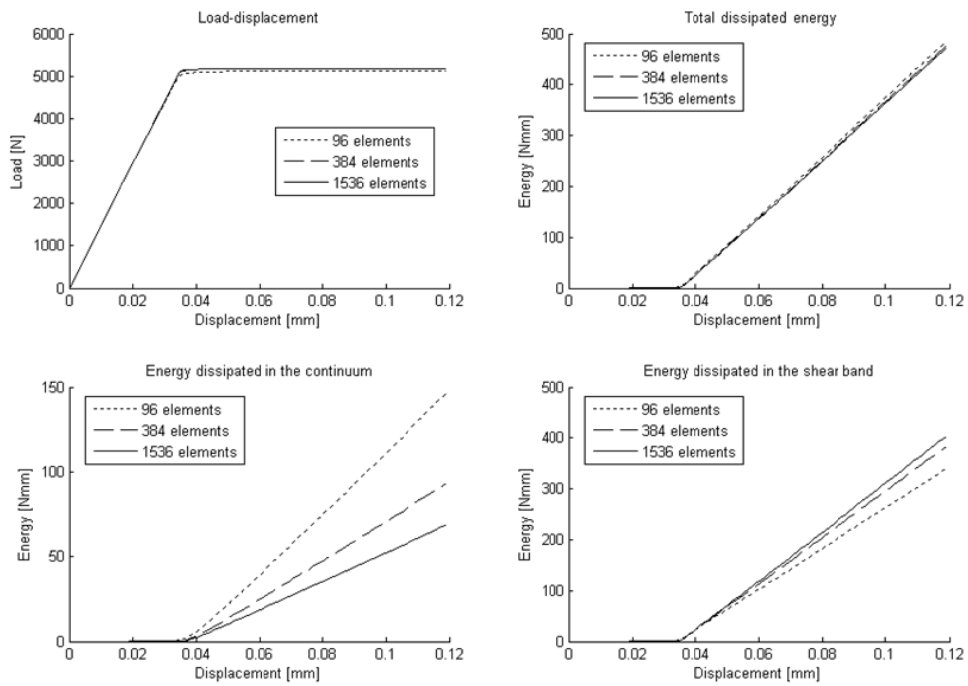 Load-displacement
Load [N]
6000
5000
4000
3000
2000
1000
0
96 elements
384 elements
1536 elements
0 0.02 0.04 0.06 0.08 0.1 0.12
Displacement [mm]
Total dissipated energy
Energy [Nmm]
500
400
300
200
100
0
96 elements
384 elements
1536 elements
0 0.02 0.04 0.06 0.08 0.1 0.12
Displacement [mm]
Energy dissipated in the continuum
Energy [Nmm]
150
100
50
0
96 elements
384 elements
1536 elements
0 0.02 0.04 0.06 0.08 0.1 0.12
Displacement [mm]
Energy dissipated in the shear band
Energy [Nmm]
500
400
300
200
100
0
96 elements
384 elements
1536 elements
0 0.02 0.04 0.06 0.08 0.1 0.12
Displacement [mm]